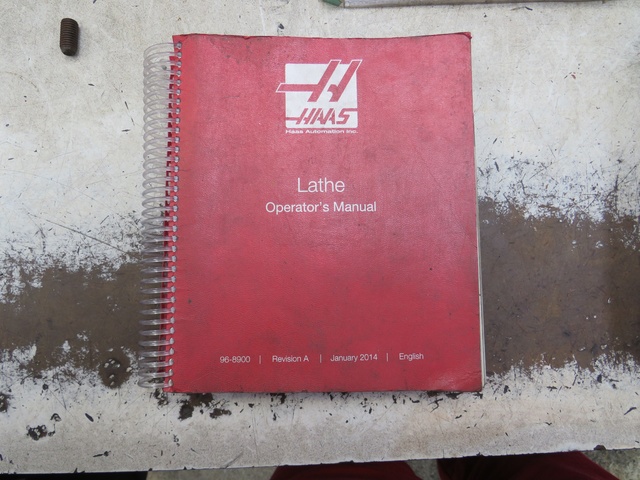 HAAS
Haas Automation Inc.
Lathe
Operator's Manual
96-8900 | Revision A | January 2014 | English